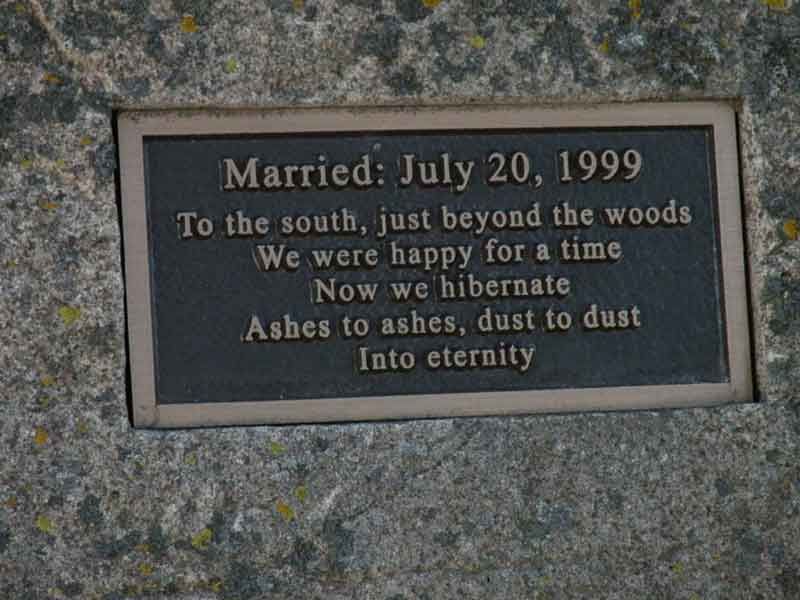 Married: July 20, 1999
To the south, just beyond the woods
We were happy for a time
Now we hibernate
Ashes to ashes, dust to dust
Into eternity